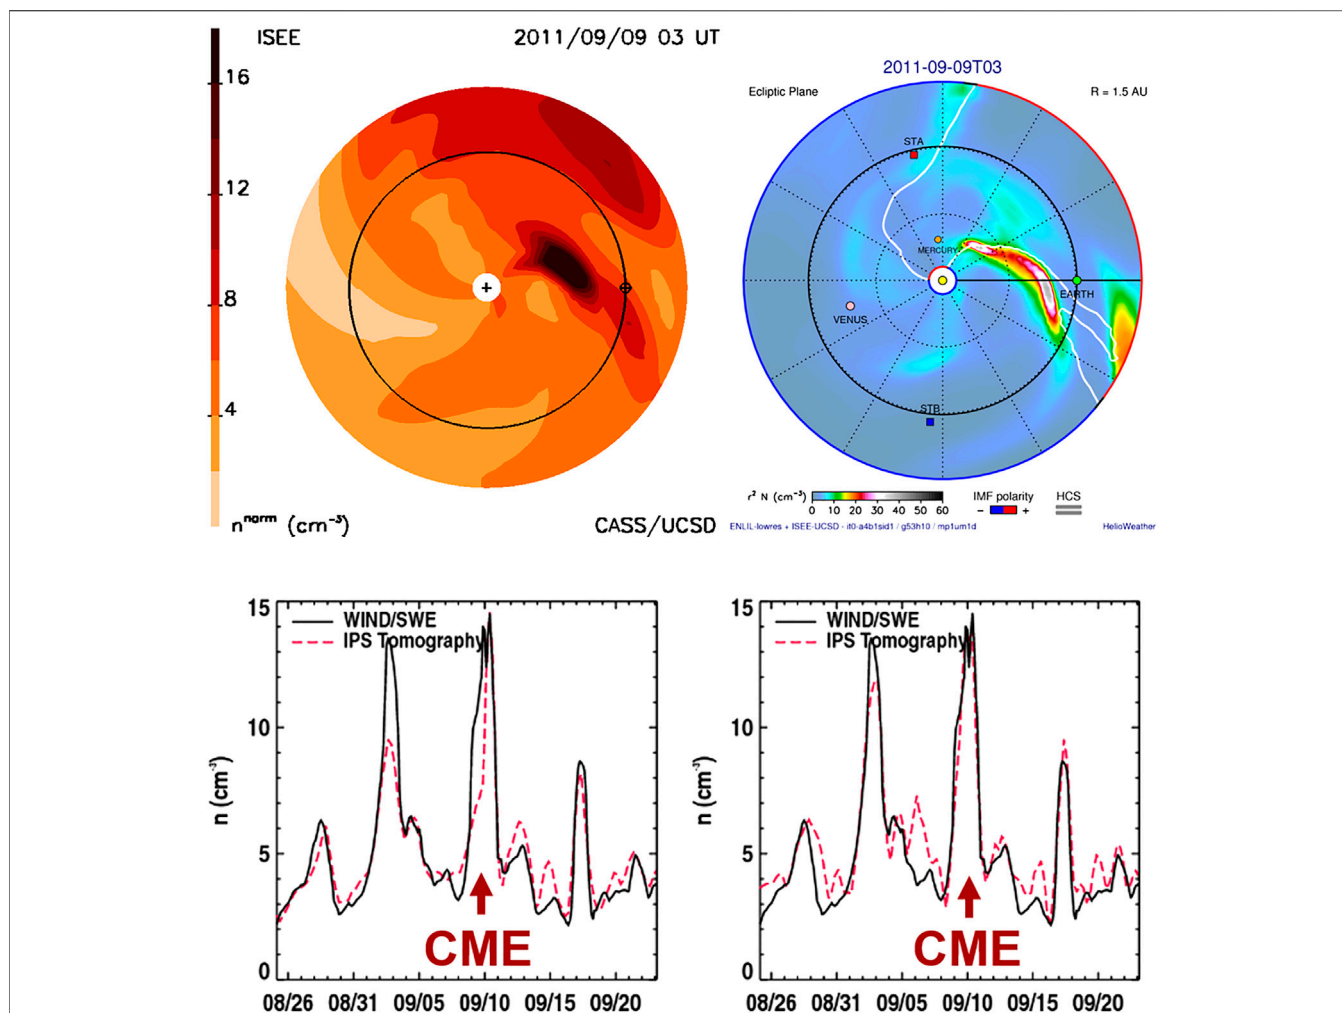 ISEE
2011/09/09 03 UT
16
12
8
4
n^norm (cm^-3)
CASS/UCSD
2011-09-09T03
Ecliptic Plane
R = 1.5 AU
STA
MERCURY
EARTH
VENUS
STB
r² N (cm⁻³)
0 10 20 30 40 50 60
IMF polarity
- +
HCS
ENLIL-lowres + ISEE-UCSD - it0-a4b1sid1 / g53h10 / mp1um1d
HelioWeather
15
10
5
0
n (cm⁻³)
WIND/SWE
IPS Tomography
CME
08/26 08/31 09/05 09/10 09/15 09/20
15
10
5
0
n (cm⁻³)
WIND/SWE
IPS Tomography
CME
08/26 08/31 09/05 09/10 09/15 09/20